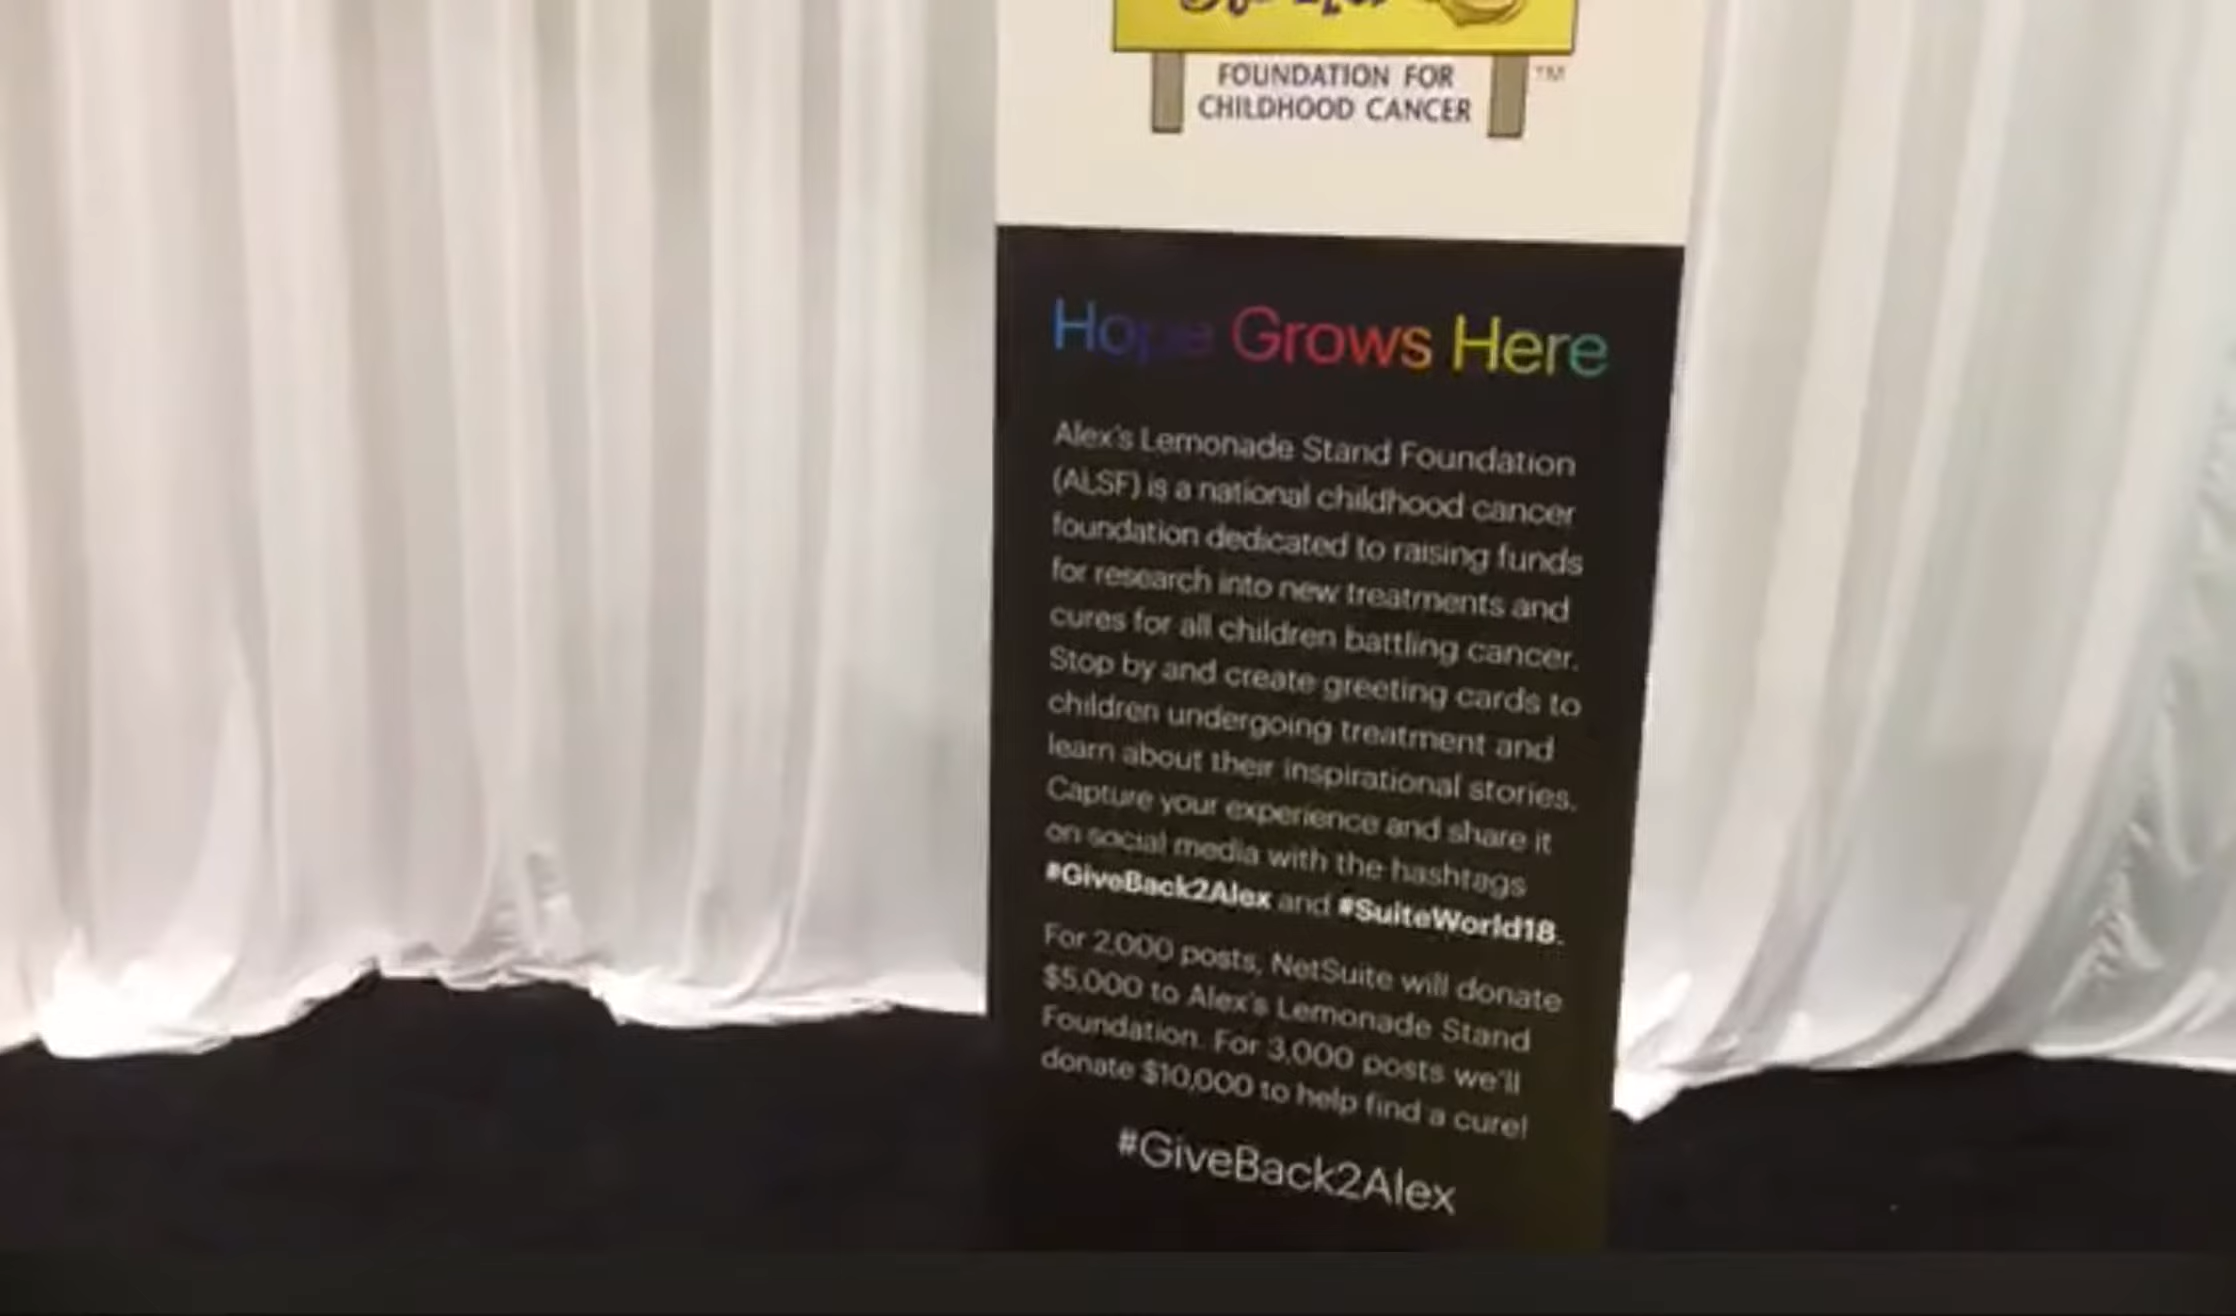 FOUNDATION FOR
CHILDHOOD CANCER
TM
Hope Grows Here
Alex's Lemonade Stand Foundation
(ALSF) is a national childhood cancer
foundation dedicated to raising funds
for research into new treatments and
cures for all children battling cancer.
Stop by and create greeting cards to
children undergoing treatment and
learn about their inspirational stories.
Capture your experience and share it
on social media with the hashtags
#GiveBack2Alex and #SuiteWorld18.
For 2,000 posts, NetSuite will donate
$5,000 to Alex's Lemonade Stand
Foundation. For 3,000 posts we'll
donate $10,000 to help find a cure!
#GiveBack2Alex